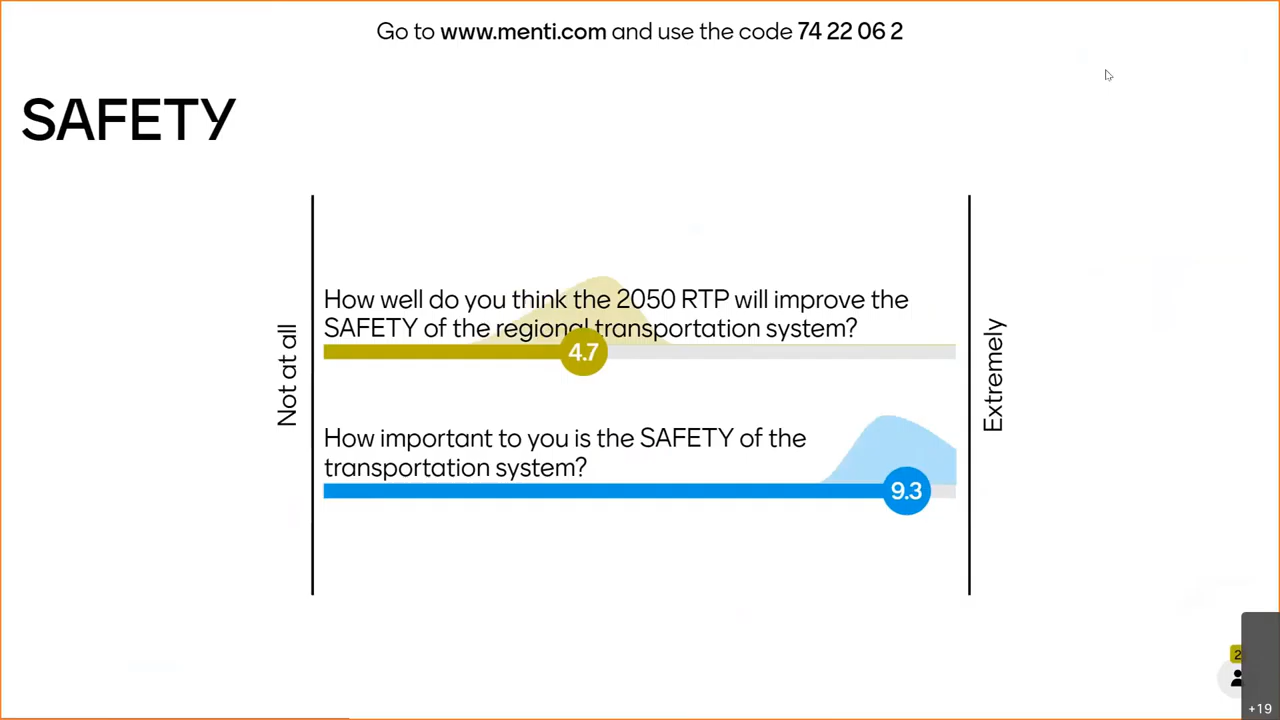 Go to www.menti.com and use the code 74 22 06 2
SAFETY
Not at all
How well do you think the 2050 RTP will improve the
SAFETY of the regional transportation system?
4.7
How important to you is the SAFETY of the
transportation system?
9.3
Extremely
+19